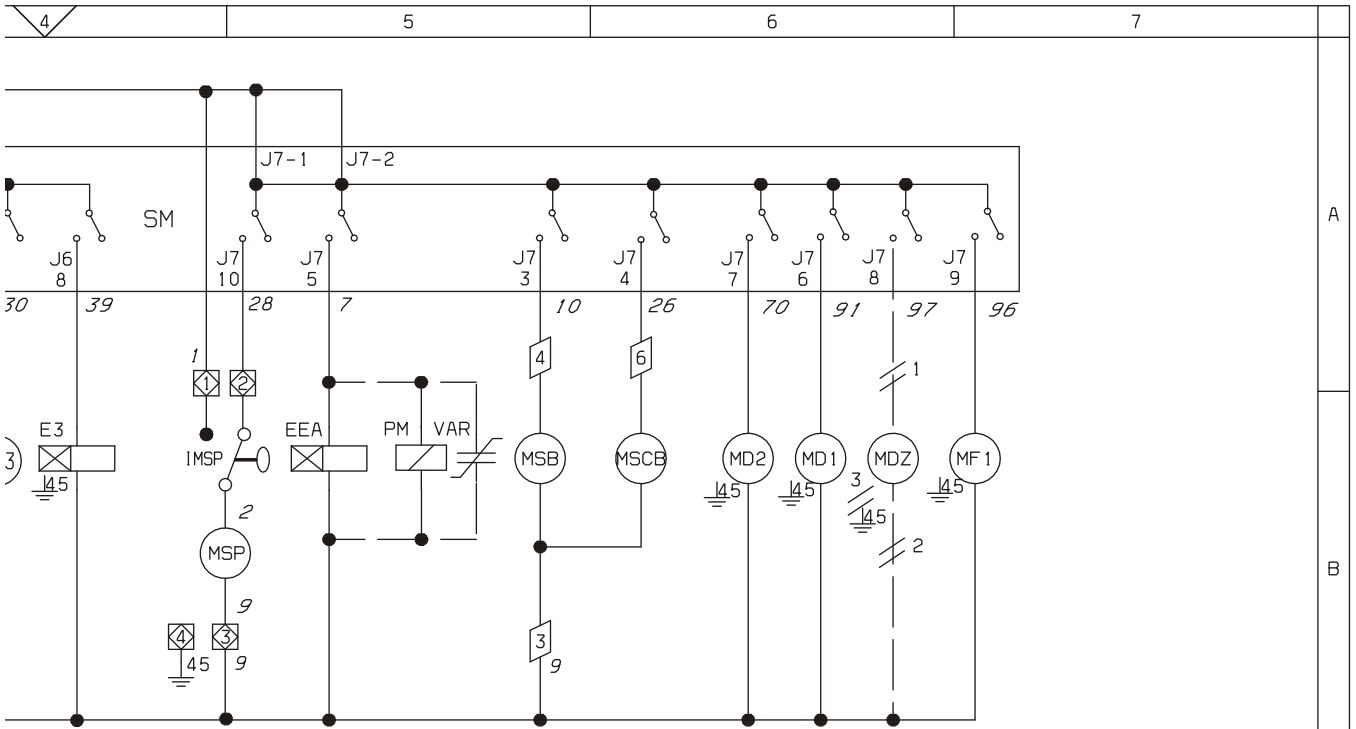 4 5 6 7
J7-1 J7-2
SM
A
J6 J7 J7 J7 J7 J7 J7 J7 J7
8 10 5 3 4 7 6 8 9
30 39 28 7 10 26 70 91 97 96
1 4 6
1 2 1
E3 EEA PM VAR
3 IMSP MSB MSCB MD2 MD1 MDZ MF1
45 45 45 3 45
2 45
MSP 2
B
9
4 3 3
45 9 9